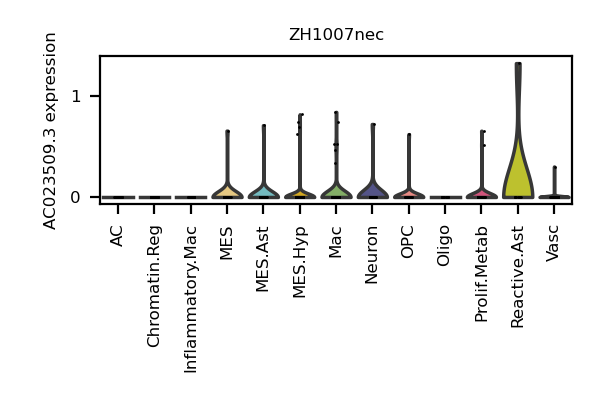 ZH1007nec
AC023509.3 expression
1
0
AC
Chromatin.Reg
Inflammatory.Mac
MES
MES.Ast
MES.Hyp
Mac
Neuron
OPC
Oligo
Prolif.Metab
Reactive.Ast
Vasc